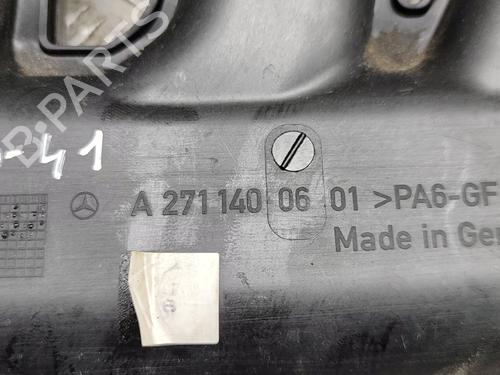 B-PARTS
-41
A 271 140 06 01 >PA6-GF
Made in Ger